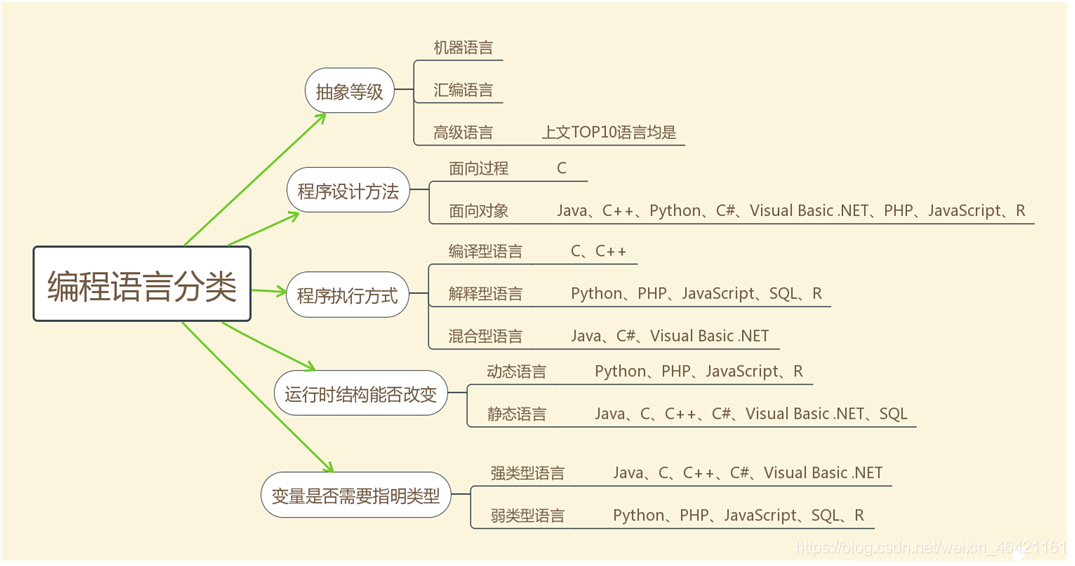 机器语言
抽象等级
汇编语言
高级语言 上文TOP10语言均是
面向过程 C
程序设计方法
面向对象 Java、C++、Python、C#、Visual Basic .NET、PHP、JavaScript、R
编程语言分类
编译型语言 C、C++
程序执行方式
解释型语言 Python、PHP、JavaScript、SQL、R
混合型语言 Java、C#、Visual Basic .NET
动态语言 Python、PHP、JavaScript、R
运行时结构能否改变
静态语言 Java、C、C++、C#、Visual Basic .NET、SQL
强类型语言 Java、C、C++、C#、Visual Basic .NET
变量是否需要指明类型
弱类型语言 Python、PHP、JavaScript、SQL、R
https://blog.csdn.net/weixin_46421161